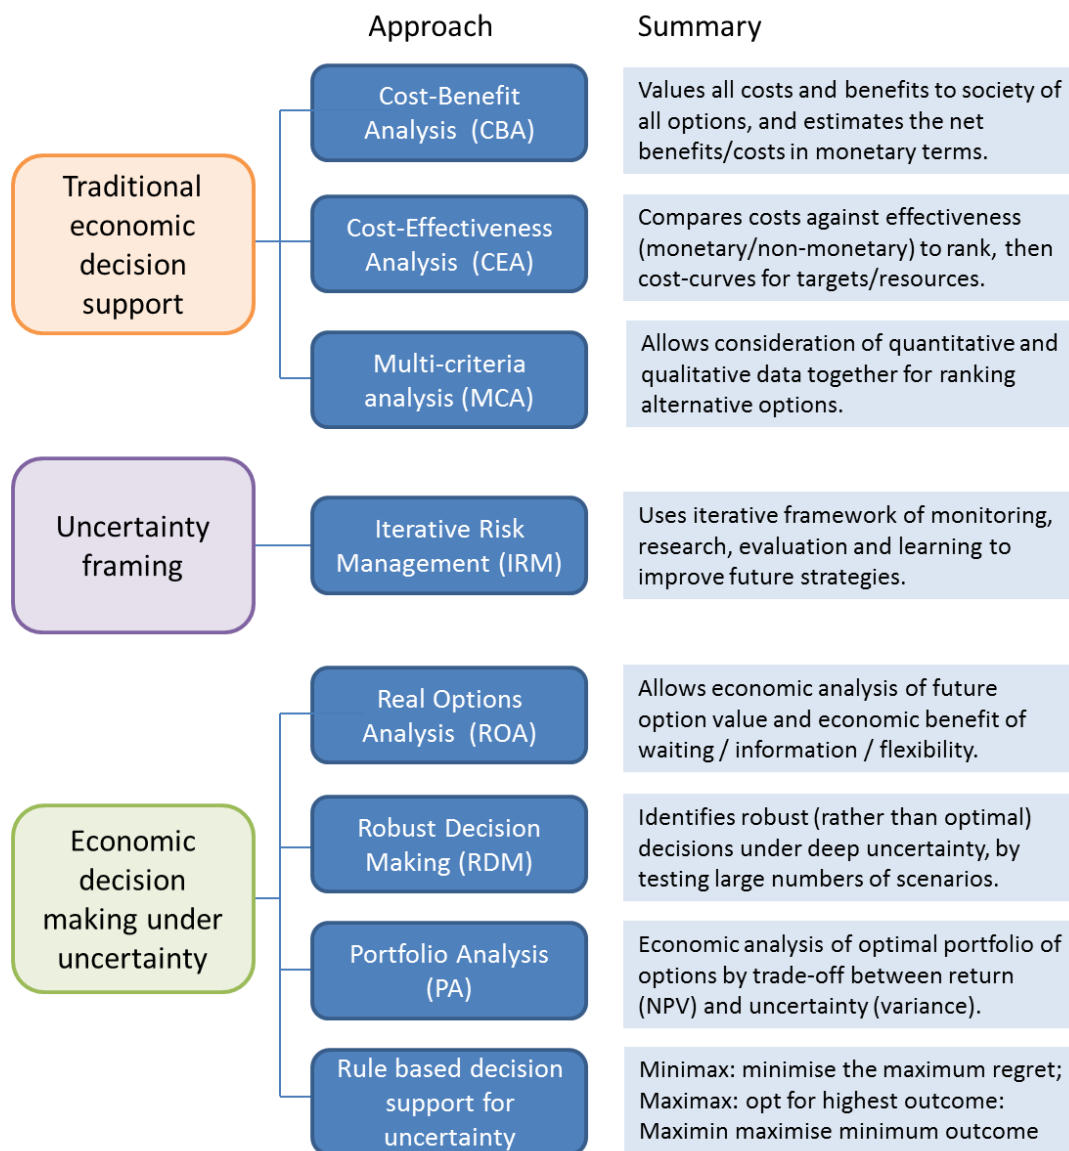 Approach
Summary
Traditional
economic
decision
support
Cost-Benefit
Analysis (CBA)
Values all costs and benefits to society of
all options, and estimates the net
benefits/costs in monetary terms.
Cost-Effectiveness
Analysis (CEA)
Compares costs against effectiveness
(monetary/non-monetary) to rank, then
cost-curves for targets/resources.
Multi-criteria
analysis (MCA)
Allows consideration of quantitative and
qualitative data together for ranking
alternative options.
Uncertainty
framing
Iterative Risk
Management (IRM)
Uses iterative framework of monitoring,
research, evaluation and learning to
improve future strategies.
Economic
decision
making under
uncertainty
Real Options
Analysis (ROA)
Allows economic analysis of future
option value and economic benefit of
waiting / information / flexibility.
Robust Decision
Making (RDM)
Identifies robust (rather than optimal)
decisions under deep uncertainty, by
testing large numbers of scenarios.
Portfolio Analysis
(PA)
Economic analysis of optimal portfolio of
options by trade-off between return
(NPV) and uncertainty (variance).
Rule based decision
support for
uncertainty
Minimax: minimise the maximum regret;
Maximax: opt for highest outcome:
Maximin maximise minimum outcome